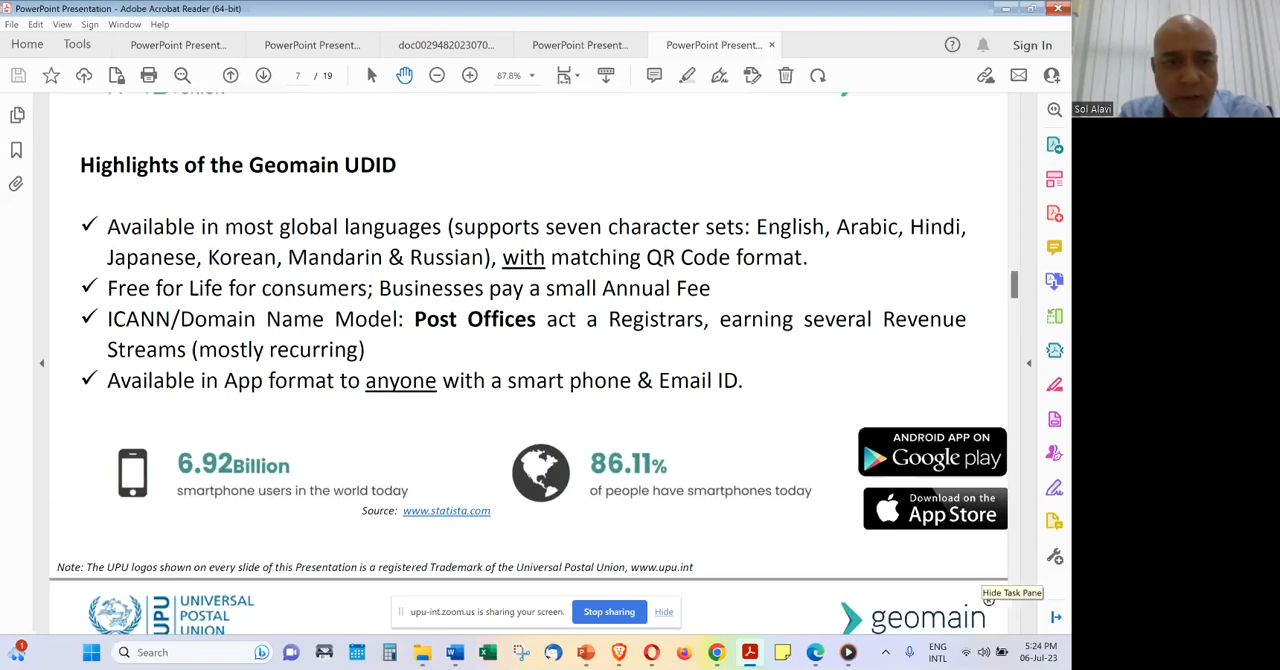 PowerPoint Presentation - Adobe Acrobat Reader (64-bit)
File Edit View Sign Window Help
Home Tools PowerPoint Present... PowerPoint Present... doc0029482023070... PowerPoint Present... PowerPoint Present... × Sign In
7 / 19 87.8%
Sol Alavi
Highlights of the Geomain UDID
✓ Available in most global languages (supports seven character sets: English, Arabic, Hindi,
Japanese, Korean, Mandarin & Russian), with matching QR Code format.
✓ Free for Life for consumers; Businesses pay a small Annual Fee
✓ ICANN/Domain Name Model: Post Offices act a Registrars, earning several Revenue
Streams (mostly recurring)
✓ Available in App format to anyone with a smart phone & Email ID.
6.92Billion
smartphone users in the world today
86.11%
of people have smartphones today
Source: www.statista.com
ANDROID APP ON
Google play
Download on the
App Store
Note: The UPU logos shown on every slide of this Presentation is a registered Trademark of the Universal Postal Union, www.upu.int
Hide Task Pane
UPU UNIVERSAL
POSTAL
UNION
upu-int.zoom.us is sharing your screen. Stop sharing Hide
geomain®
1
Search
ENG
INTL
5:24 PM
06-Jul-23